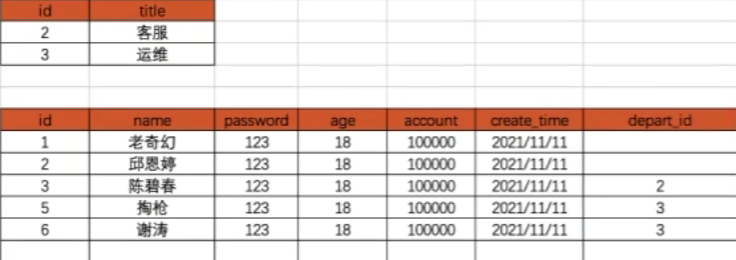 id title
2 客服
3 运维
id name password age account create_time depart_id
1 老奇幻 123 18 100000 2021/11/11
2 邱恩婷 123 18 100000 2021/11/11
3 陈碧春 123 18 100000 2021/11/11 2
5 掏枪 123 18 100000 2021/11/11 3
6 谢涛 123 18 100000 2021/11/11 3